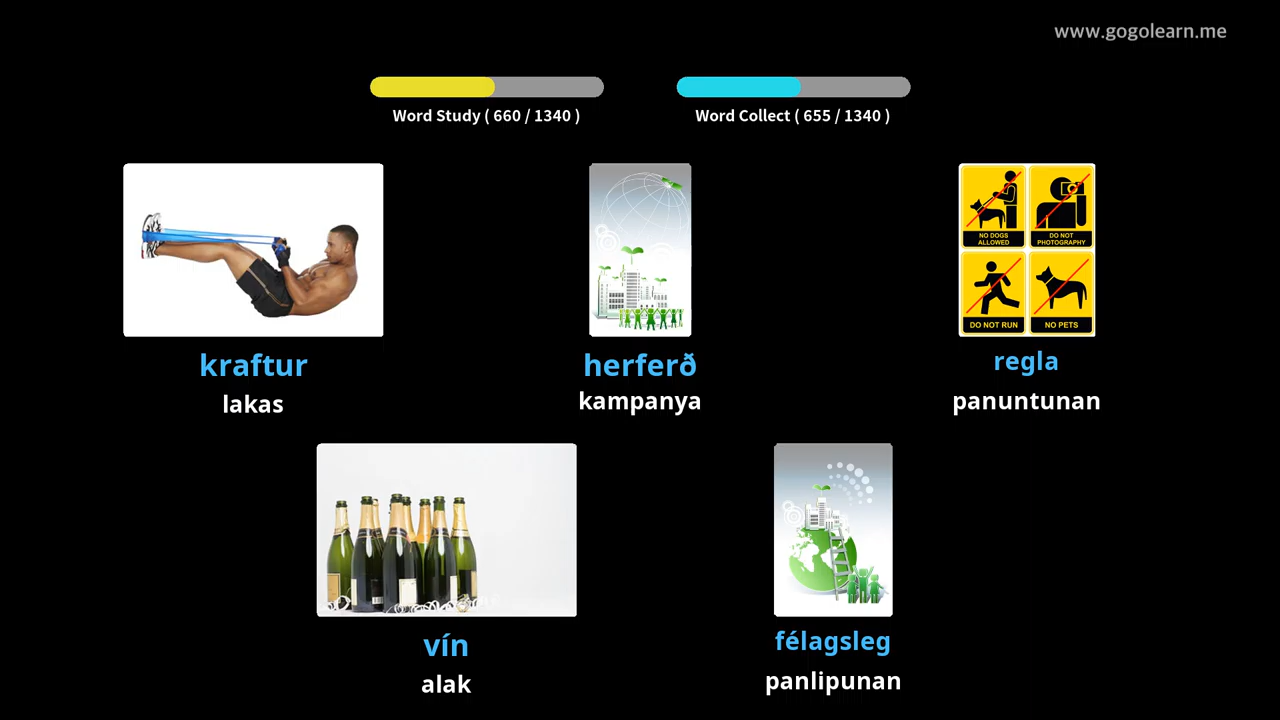 www.gogolearn.me
Word Study ( 660 / 1340 )
Word Collect ( 655 / 1340 )
NO DOGS
ALLOWED
DO NOT
PHOTOGRAPHY
DO NOT RUN
NO PETS
kraftur
lakas
herferð
kampanya
regla
panuntunan
vín
alak
félagsleg
panlipunan